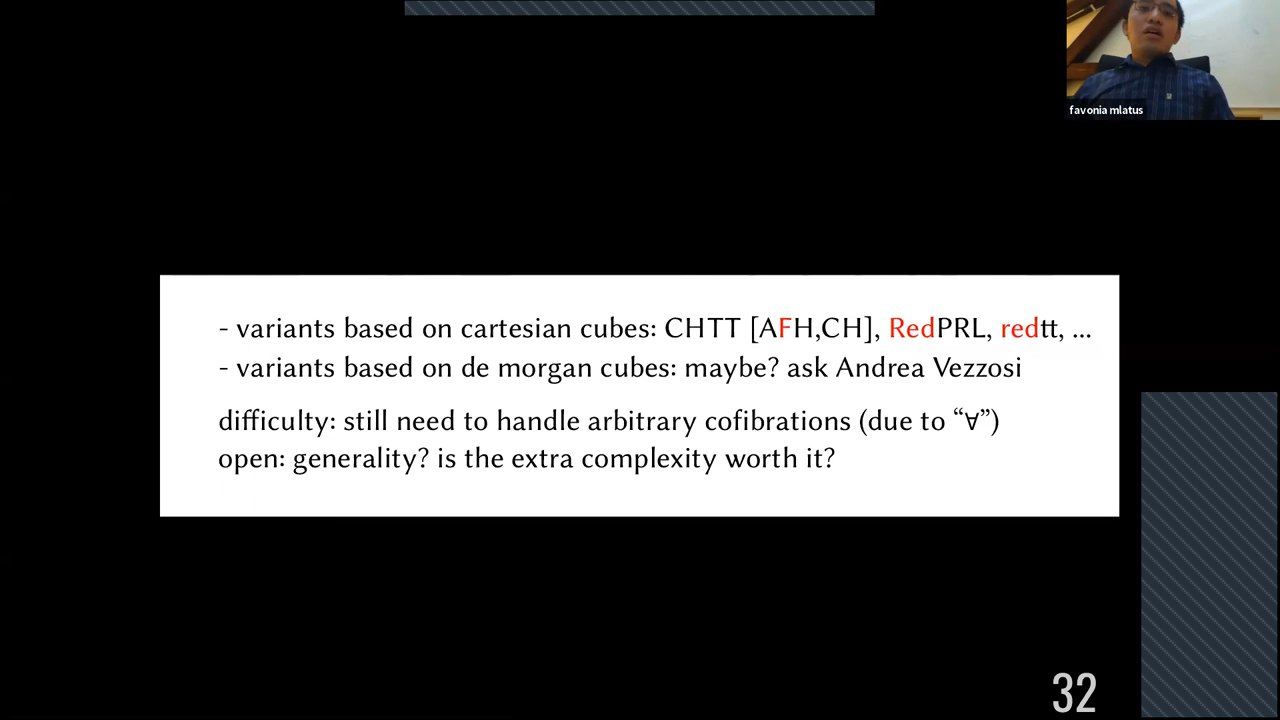 favonia mlatus
- variants based on cartesian cubes: CHTT [AFH,CH], RedPRL, redtt, ...
- variants based on de morgan cubes: maybe? ask Andrea Vezzosi
difficulty: still need to handle arbitrary cofibrations (due to “∀”)
open: generality? is the extra complexity worth it?
32